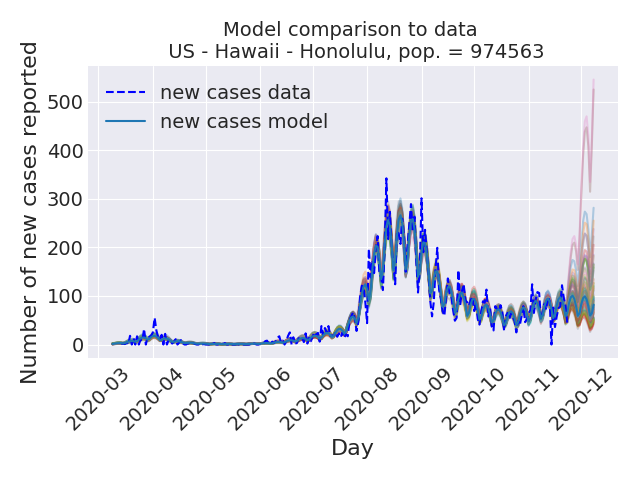 Model comparison to data
US - Hawaii - Honolulu, pop. = 974563
Number of new cases reported
500
400
300
200
100
0
new cases data
new cases model
2020-03
2020-04
2020-05
2020-06
2020-07
2020-08
2020-09
2020-10
2020-11
2020-12
Day